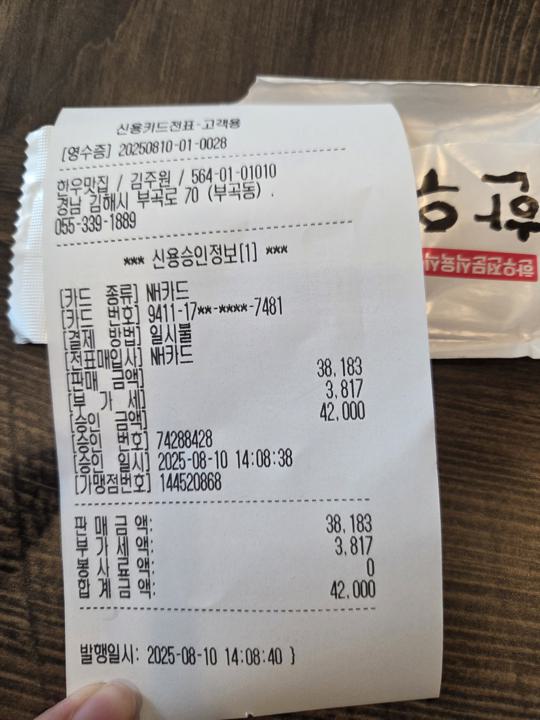 신용카드전표-고객용
[영수증] 20250810-01-0028
한우맛집 / 김주원 / 564-01-01010
경남 김해시 부곡로 70 (부곡동) .
055-339-1889
*** 신용승인정보[1] ***
[카드 종류] NH카드
[카드 번호] 9411-17**-****-7481
[결제 방법] 일시불
[전표매입사] NH카드
[판매 금액] 38,183
[부 가 세] 3,817
[승인 금액] 42,000
[승인 번호] 74288428
[승인 일시] 2025-08-10 14:08:38
[가맹점번호] 144520868
판 매 금 액: 38,183
부 가 세 액: 3,817
봉 사 료 액: 0
합 계 금 액: 42,000
발행일시: 2025-08-10 14:08:40 }
한우
한우전문식육식